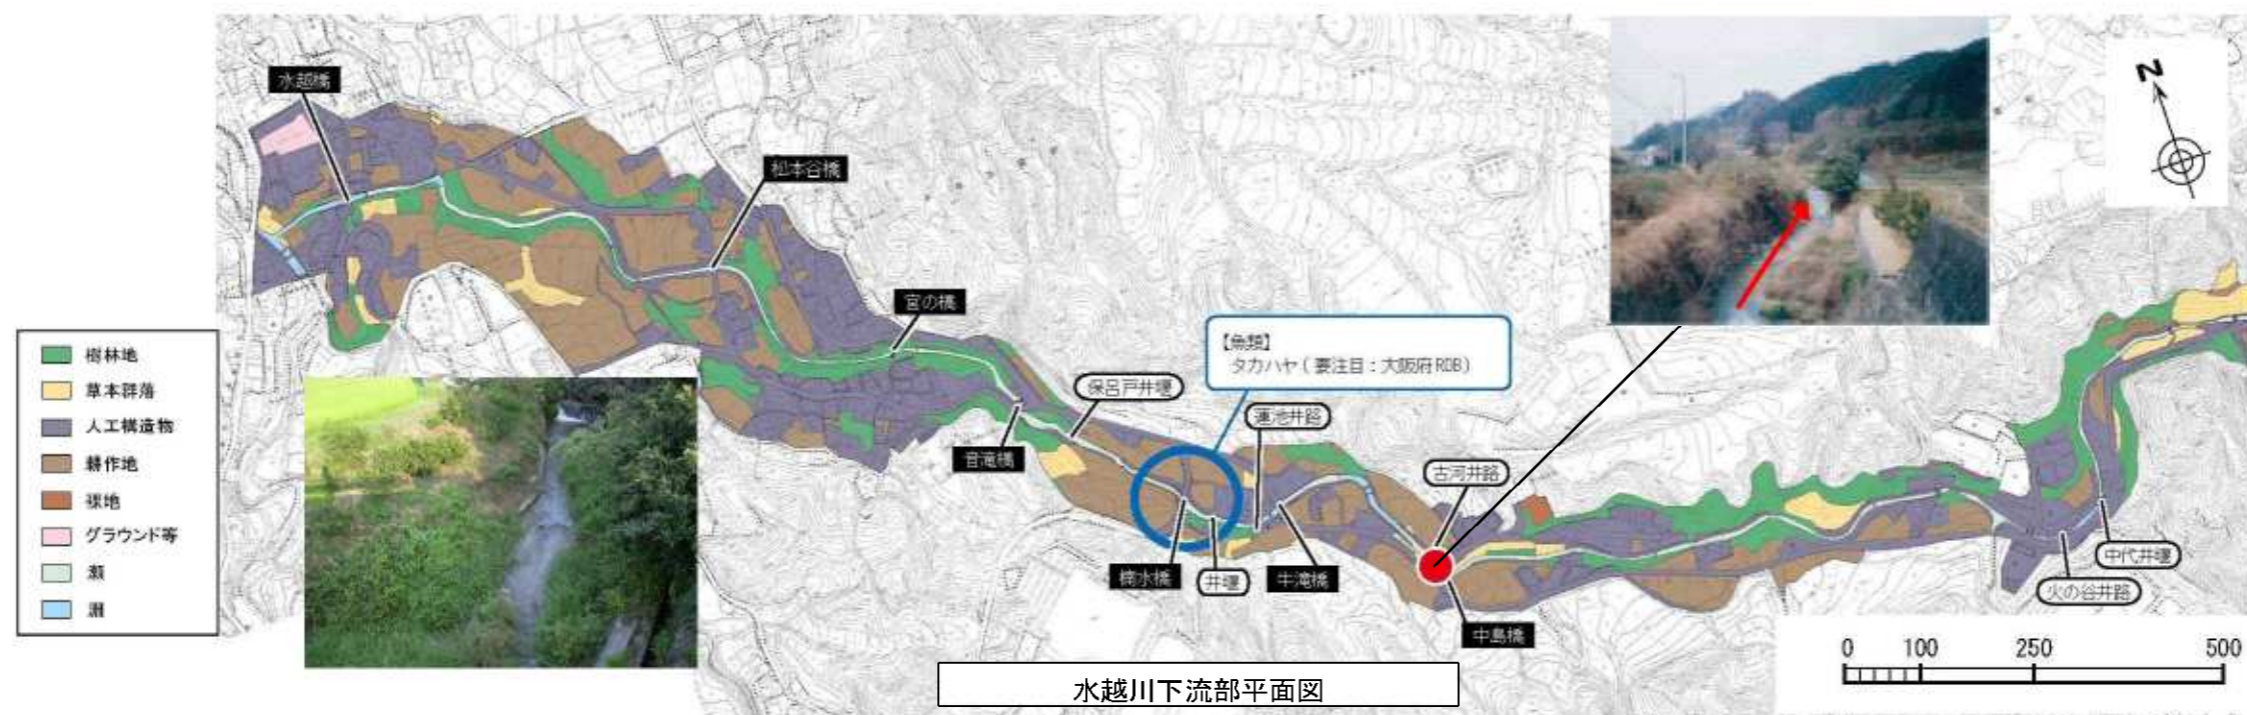 水越橋
松本谷橋
宮の橋
【魚類】
タカハヤ(要注目:大阪府RDB)
保呂戸井堰
蓮池井路
音滝橋
古河井路
楠水橋
井堰
牛滝橋
中島橋
中代井堰
火の谷井路
N
樹林地
草本群落
人工構造物
耕作地
裸地
グラウンド等
瀬
淵
0 100 250 500
水越川下流部平面図